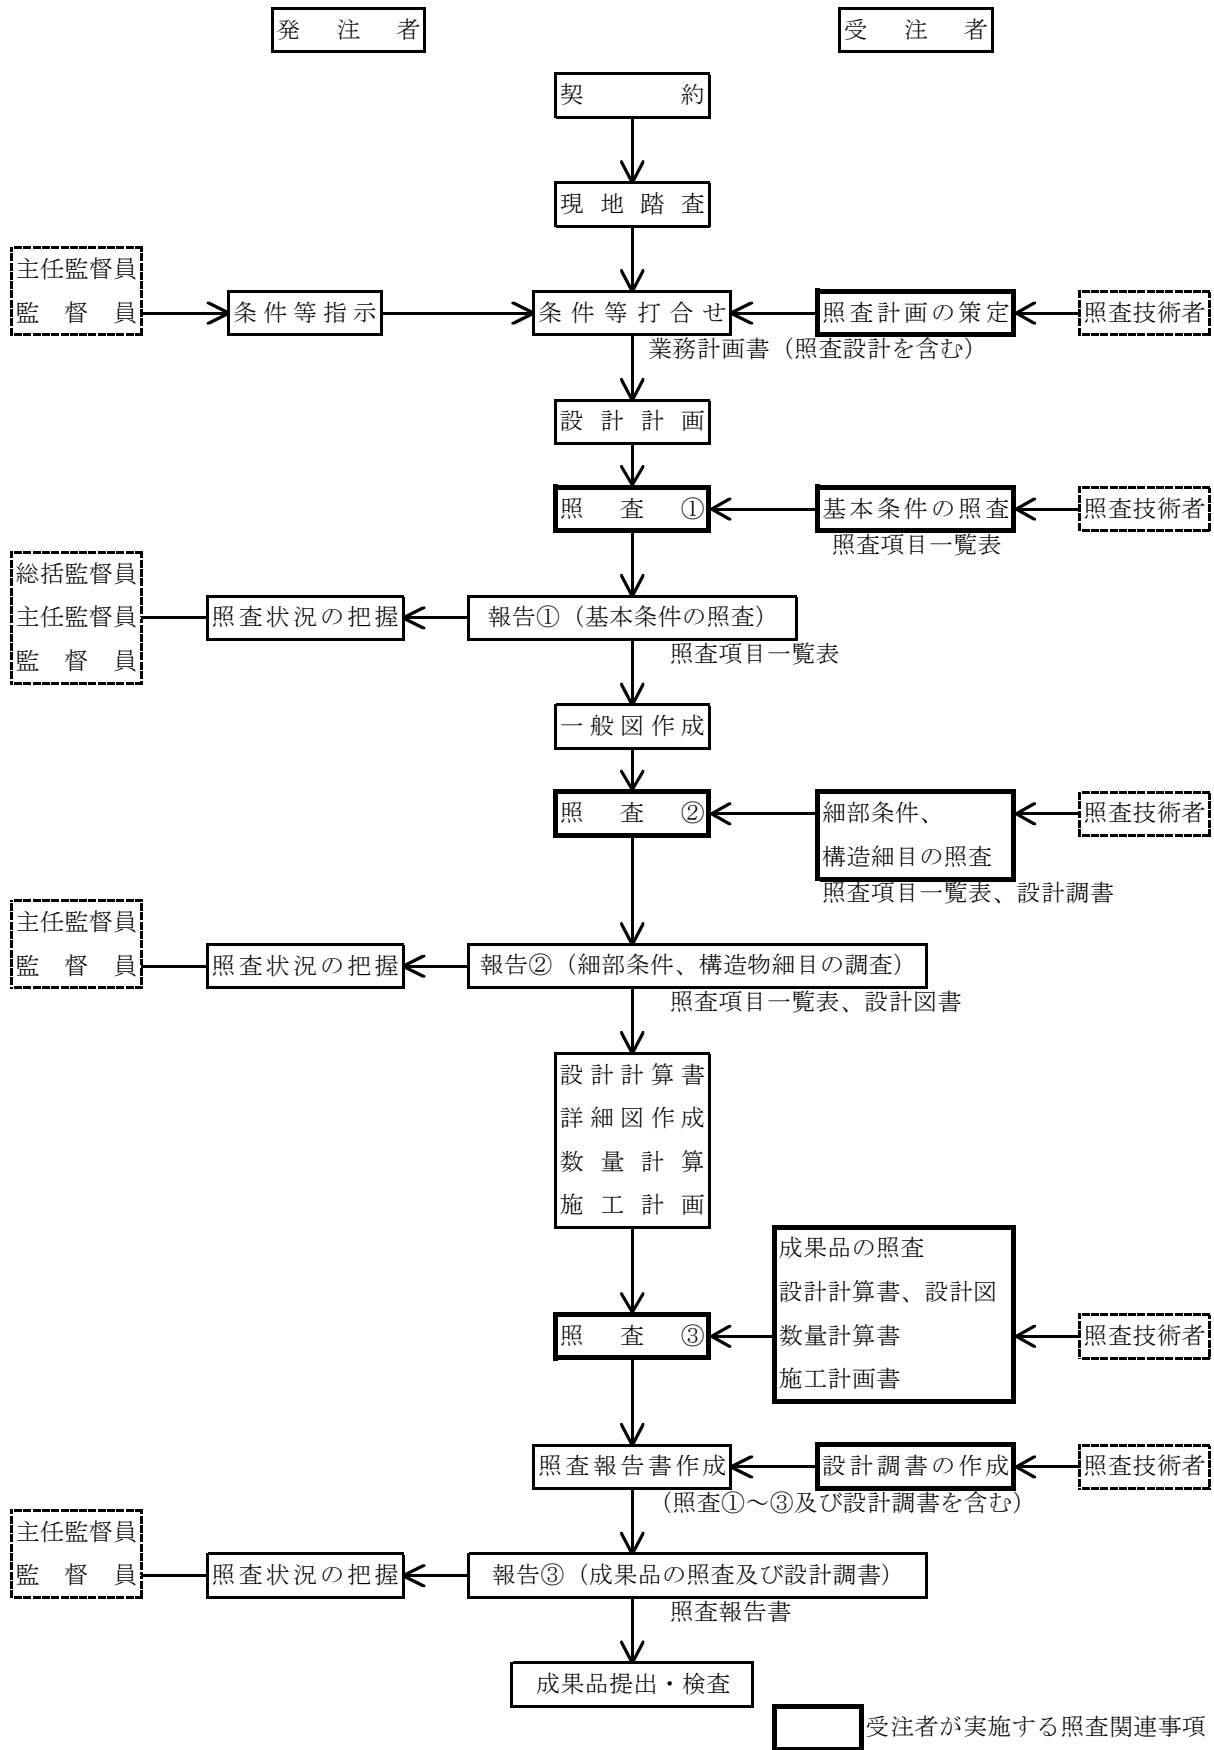 発注者
受注者
契約
現地踏査
主任監督員
監督員
条件等指示
条件等打合せ
照査計画の策定
照査技術者
業務計画書（照査設計を含む）
設計計画
照査①
基本条件の照査
照査技術者
照査項目一覧表
総括監督員
主任監督員
監督員
照査状況の把握
報告①（基本条件の照査）
照査項目一覧表
一般図作成
照査②
細部条件、
構造細目の照査
照査技術者
照査項目一覧表、設計調書
主任監督員
監督員
照査状況の把握
報告②（細部条件、構造物細目の調査）
照査項目一覧表、設計図書
設計計算書
詳細図作成
数量計算
施工計画
照査③
成果品の照査
設計計算書、設計図
数量計算書
施工計画書
照査技術者
照査報告書作成
設計調書の作成
照査技術者
（照査①～③及び設計調書を含む）
主任監督員
監督員
照査状況の把握
報告③（成果品の照査及び設計調書）
照査報告書
成果品提出・検査
受注者が実施する照査関連事項